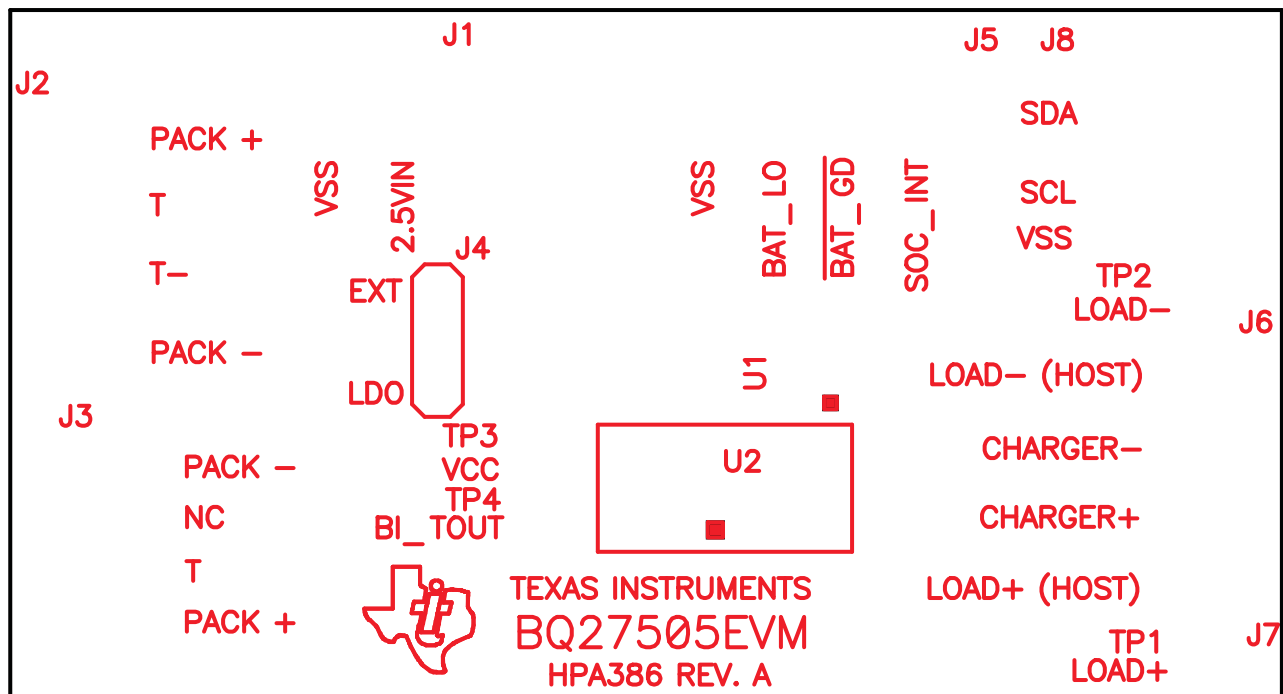 J1
J5
J8
J2
SDA
PACK +
VSS
2.5VIN
VSS
BAT_LO
BAT_GD
SOC_INT
T
SCL
VSS
J4
T-
EXT
TP2
LOAD-
J6
PACK -
LOAD- (HOST)
U1
LDO
J3
TP3
VCC
CHARGER-
U2
PACK -
TP4
BI_TOUT
NC
CHARGER+
T
TEXAS INSTRUMENTS
LOAD+ (HOST)
PACK +
BQ27505EVM
TP1
LOAD+
J7
HPA386 REV. A